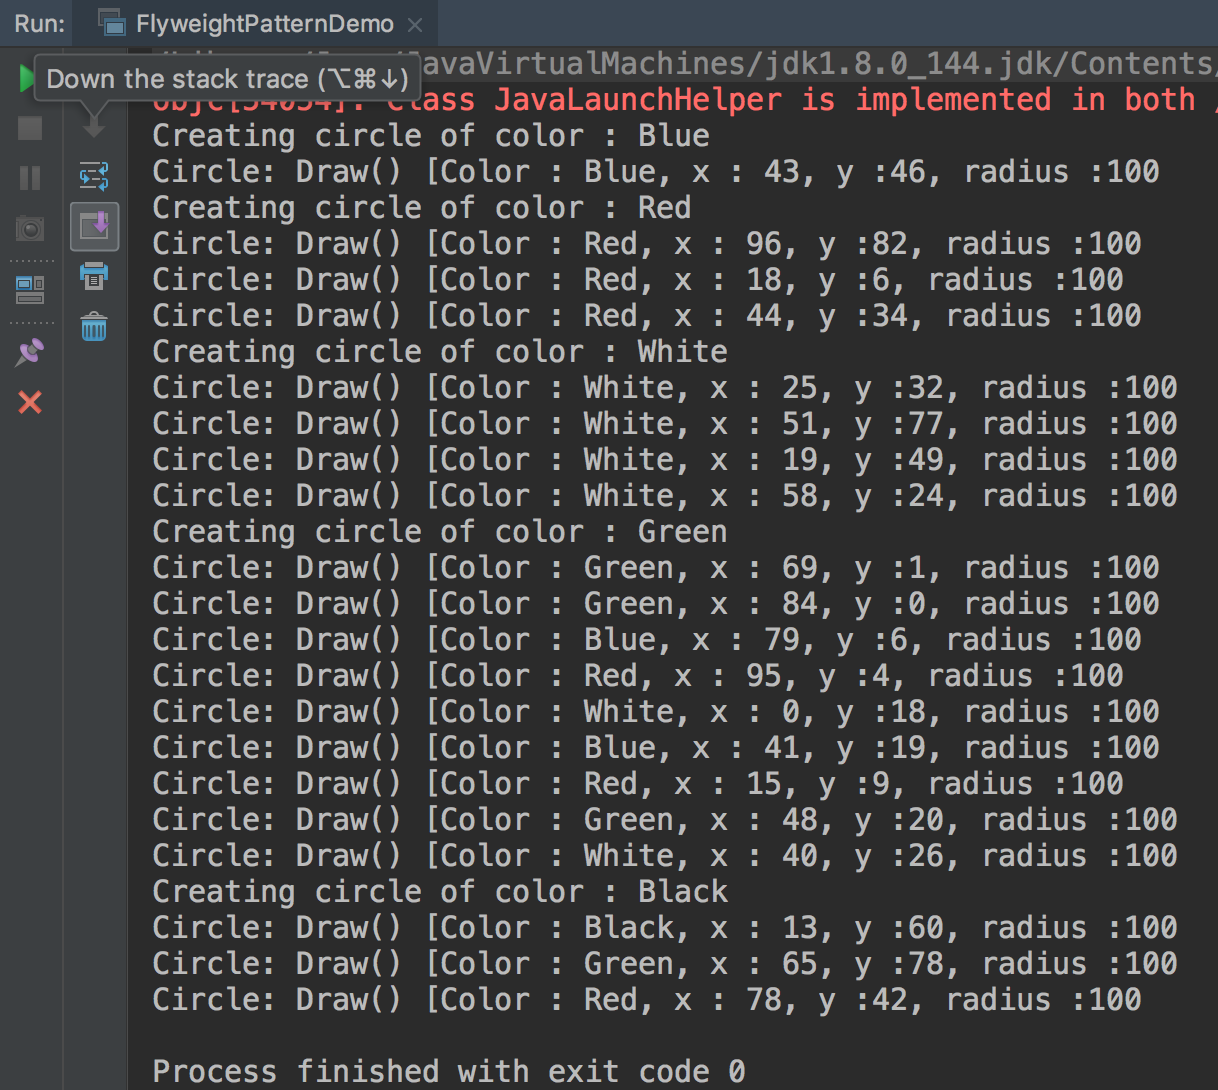 Run: FlyweightPatternDemo
Down the stack trace (⌥⌘↓) JavaVirtualMachines/jdk1.8.0_144.jdk/Contents/
Class JavaLaunchHelper is implemented in both
Creating circle of color : Blue
Circle: Draw() [Color : Blue, x : 43, y :46, radius :100
Creating circle of color : Red
Circle: Draw() [Color : Red, x : 96, y :82, radius :100
Circle: Draw() [Color : Red, x : 18, y :6, radius :100
Circle: Draw() [Color : Red, x : 44, y :34, radius :100
Creating circle of color : White
Circle: Draw() [Color : White, x : 25, y :32, radius :100
Circle: Draw() [Color : White, x : 51, y :77, radius :100
Circle: Draw() [Color : White, x : 19, y :49, radius :100
Circle: Draw() [Color : White, x : 58, y :24, radius :100
Creating circle of color : Green
Circle: Draw() [Color : Green, x : 69, y :1, radius :100
Circle: Draw() [Color : Green, x : 84, y :0, radius :100
Circle: Draw() [Color : Blue, x : 79, y :6, radius :100
Circle: Draw() [Color : Red, x : 95, y :4, radius :100
Circle: Draw() [Color : White, x : 0, y :18, radius :100
Circle: Draw() [Color : Blue, x : 41, y :19, radius :100
Circle: Draw() [Color : Red, x : 15, y :9, radius :100
Circle: Draw() [Color : Green, x : 48, y :20, radius :100
Circle: Draw() [Color : White, x : 40, y :26, radius :100
Creating circle of color : Black
Circle: Draw() [Color : Black, x : 13, y :60, radius :100
Circle: Draw() [Color : Green, x : 65, y :78, radius :100
Circle: Draw() [Color : Red, x : 78, y :42, radius :100
Process finished with exit code 0